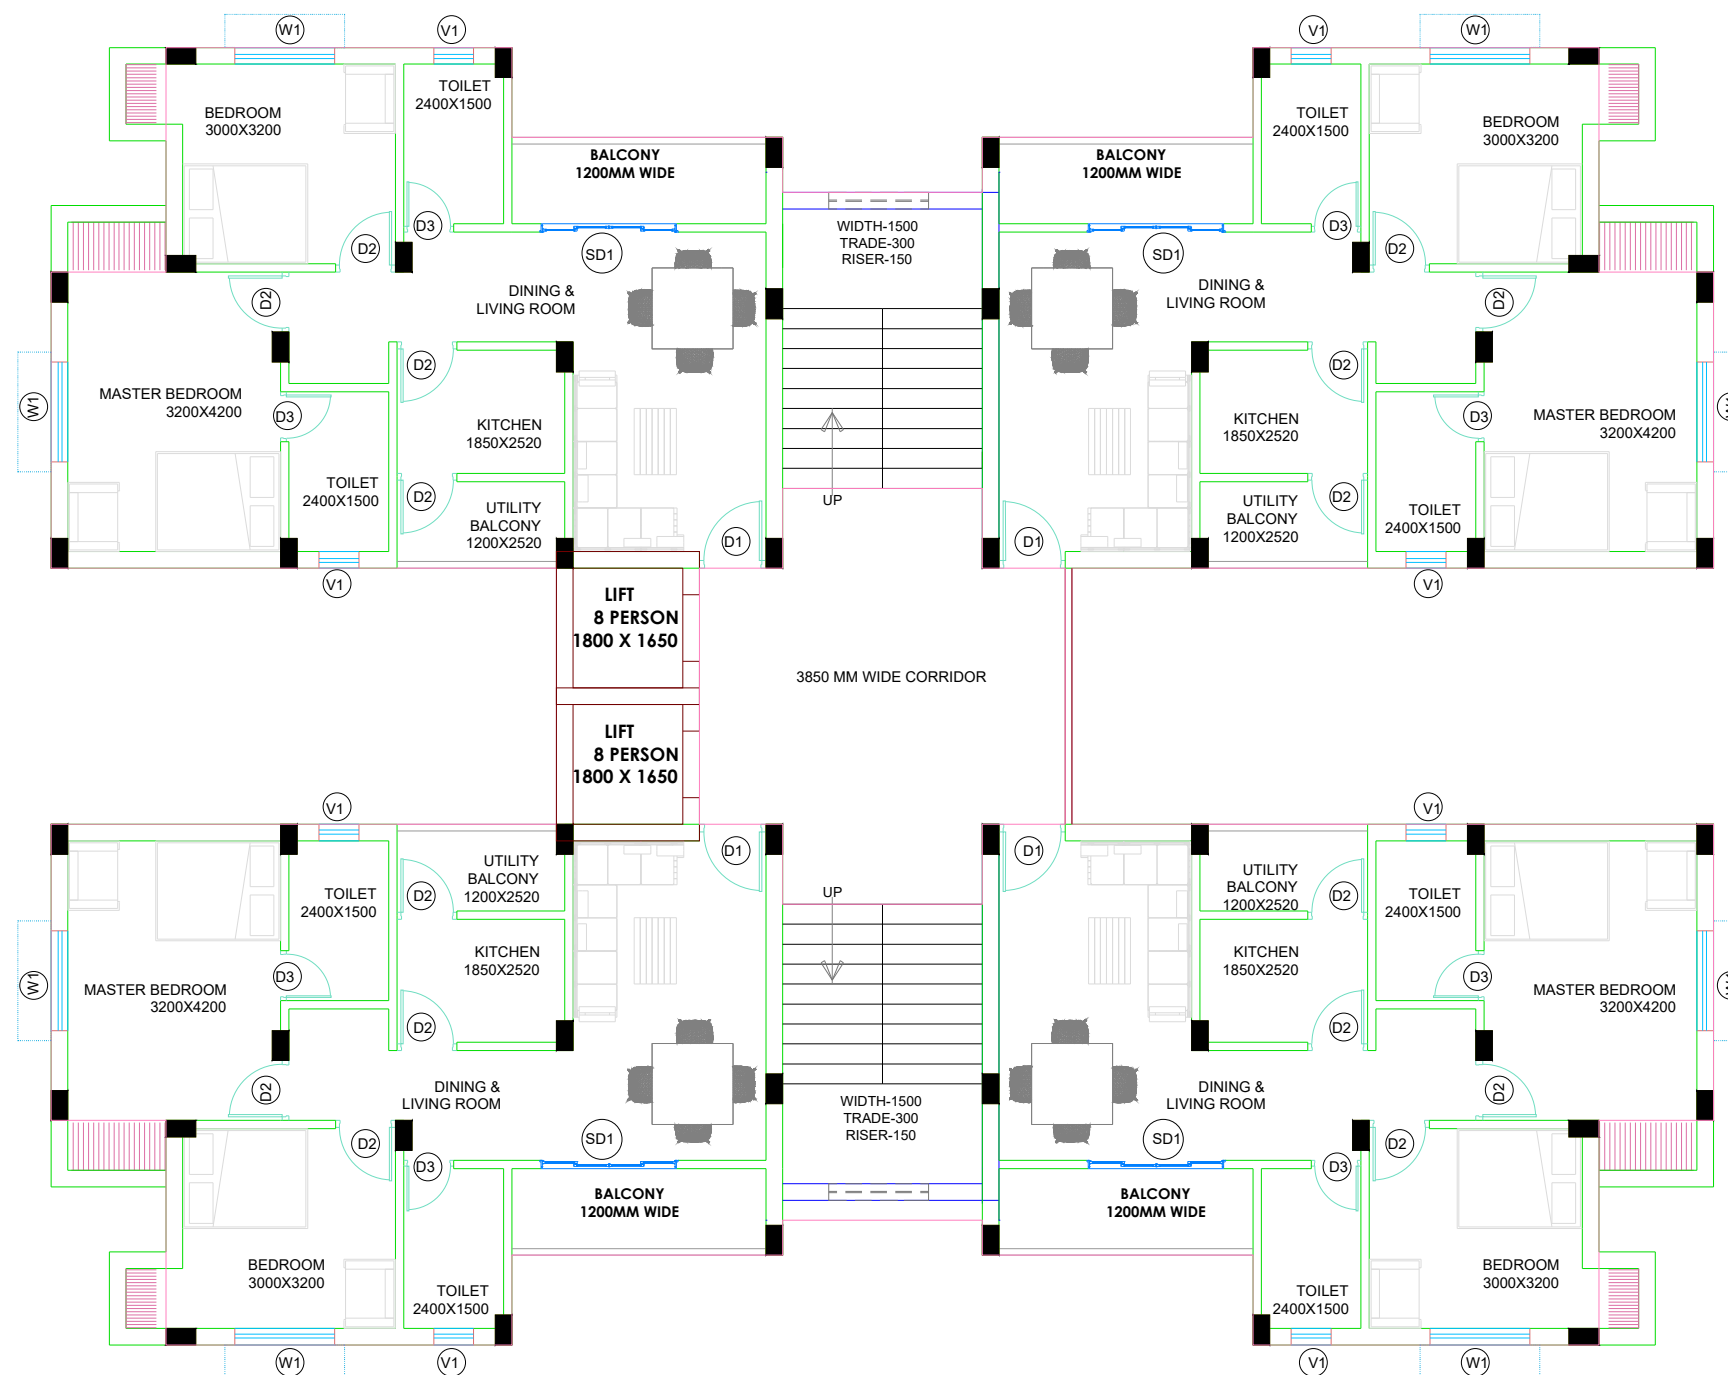 W1
V1
V1
W1
TOILET
2400X1500
BEDROOM
3000X3200
TOILET
2400X1500
BEDROOM
3000X3200
BALCONY
1200MM WIDE
BALCONY
1200MM WIDE
D3
D2
SD1
WIDTH-1500
TRADE-300
RISER-150
SD1
D3
D2
D2
DINING &
LIVING ROOM
DINING &
LIVING ROOM
D2
D2
D2
W1
MASTER BEDROOM
3200X4200
D3
KITCHEN
1850X2520
KITCHEN
1850X2520
D3
MASTER BEDROOM
3200X4200
TOILET
2400X1500
D2
UTILITY
BALCONY
1200X2520
UP
UTILITY
BALCONY
1200X2520
D2
TOILET
2400X1500
D1
D1
V1
V1
LIFT
8 PERSON
1800 X 1650
3850 MM WIDE CORRIDOR
LIFT
8 PERSON
1800 X 1650
V1
V1
D1
D1
UTILITY
BALCONY
1200X2520
UP
UTILITY
BALCONY
1200X2520
TOILET
2400X1500
D2
D2
TOILET
2400X1500
KITCHEN
1850X2520
KITCHEN
1850X2520
W1
MASTER BEDROOM
3200X4200
D3
D3
MASTER BEDROOM
3200X4200
D2
D2
D2
DINING &
LIVING ROOM
DINING &
LIVING ROOM
D2
WIDTH-1500
TRADE-300
RISER-150
D2
D3
SD1
SD1
D3
D2
BALCONY
1200MM WIDE
BALCONY
1200MM WIDE
BEDROOM
3000X3200
TOILET
2400X1500
TOILET
2400X1500
BEDROOM
3000X3200
W1
V1
V1
W1